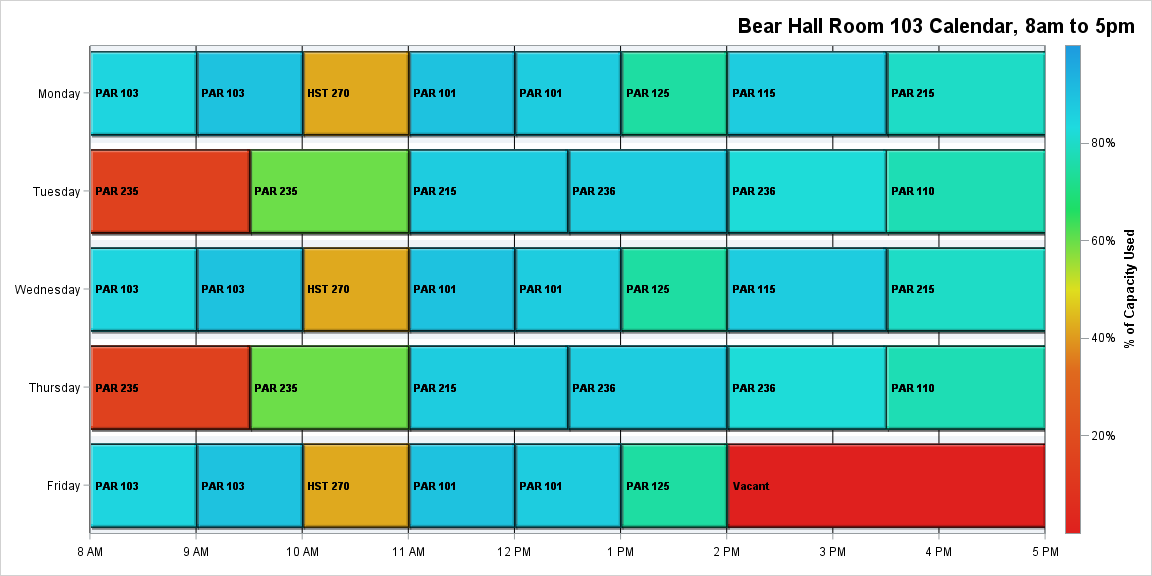 Bear Hall Room 103 Calendar, 8am to 5pm
Monday PAR 103 PAR 103 HST 270 PAR 101 PAR 101 PAR 125 PAR 115 PAR 215
Tuesday PAR 235 PAR 235 PAR 215 PAR 236 PAR 236 PAR 110
Wednesday PAR 103 PAR 103 HST 270 PAR 101 PAR 101 PAR 125 PAR 115 PAR 215
Thursday PAR 235 PAR 235 PAR 215 PAR 236 PAR 236 PAR 110
Friday PAR 103 PAR 103 HST 270 PAR 101 PAR 101 PAR 125 Vacant
8 AM 9 AM 10 AM 11 AM 12 PM 1 PM 2 PM 3 PM 4 PM 5 PM
80%
60%
40%
20%
% of Capacity Used